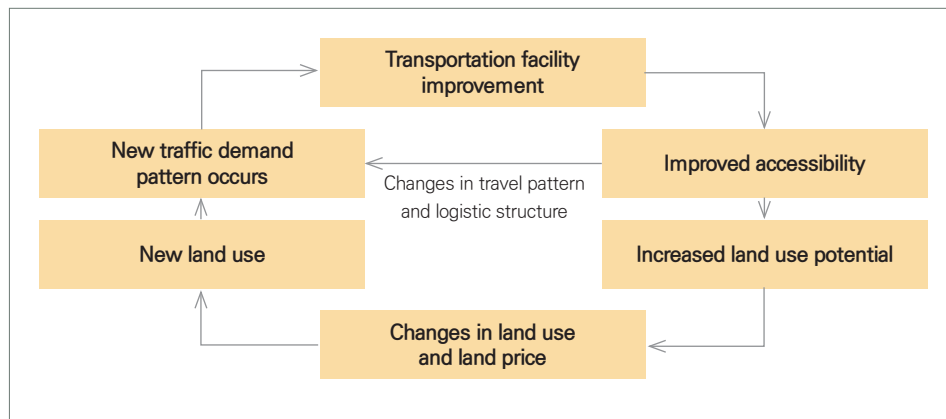 Transportation facility
improvement
New traffic demand
pattern occurs
Improved accessibility
Changes in travel pattern
and logistic structure
New land use
Increased land use potential
Changes in land use
and land price